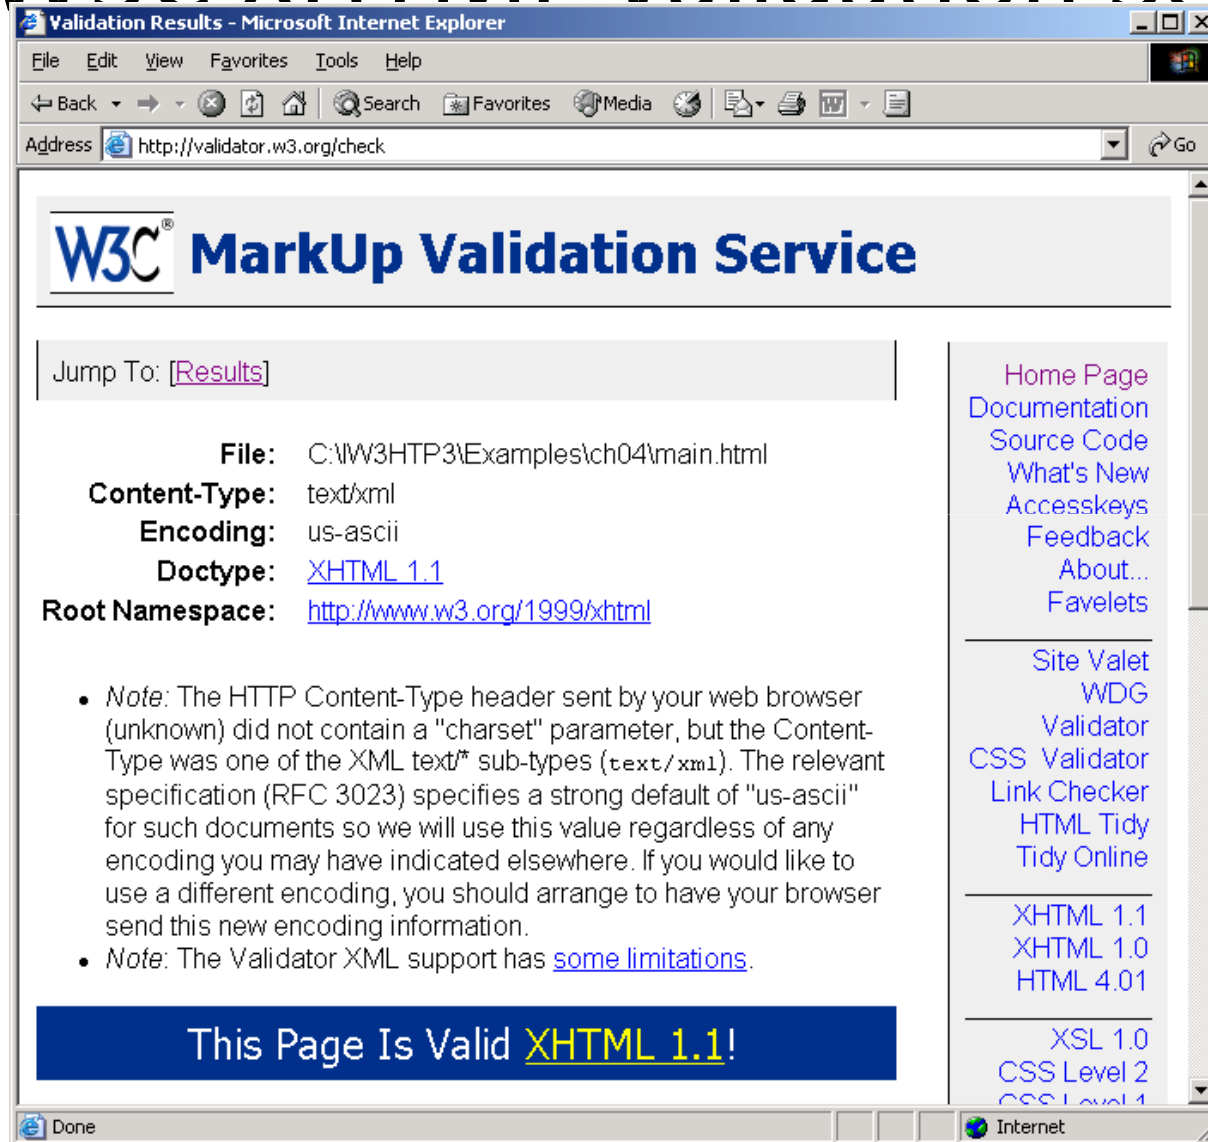 Validation Results - Microsoft Internet Explorer
File Edit View Favorites Tools Help
Back Search Favorites Media
Address http://validator.w3.org/check Go
W3C® MarkUp Validation Service
Jump To: [Results]
File: C:\IW3HTP3\Examples\ch04\main.html
Content-Type: text/xml
Encoding: us-ascii
Doctype: XHTML 1.1
Root Namespace: http://www.w3.org/1999/xhtml
• Note: The HTTP Content-Type header sent by your web browser
(unknown) did not contain a "charset" parameter, but the Content-
Type was one of the XML text/* sub-types (text/xml). The relevant
specification (RFC 3023) specifies a strong default of "us-ascii"
for such documents so we will use this value regardless of any
encoding you may have indicated elsewhere. If you would like to
use a different encoding, you should arrange to have your browser
send this new encoding information.
• Note: The Validator XML support has some limitations.
This Page Is Valid XHTML 1.1!
Home Page
Documentation
Source Code
What's New
Accesskeys
Feedback
About...
Favelets
Site Valet
WDG
Validator
CSS Validator
Link Checker
HTML Tidy
Tidy Online
XHTML 1.1
XHTML 1.0
HTML 4.01
XSL 1.0
CSS Level 2
CSS Level 1
Done Internet